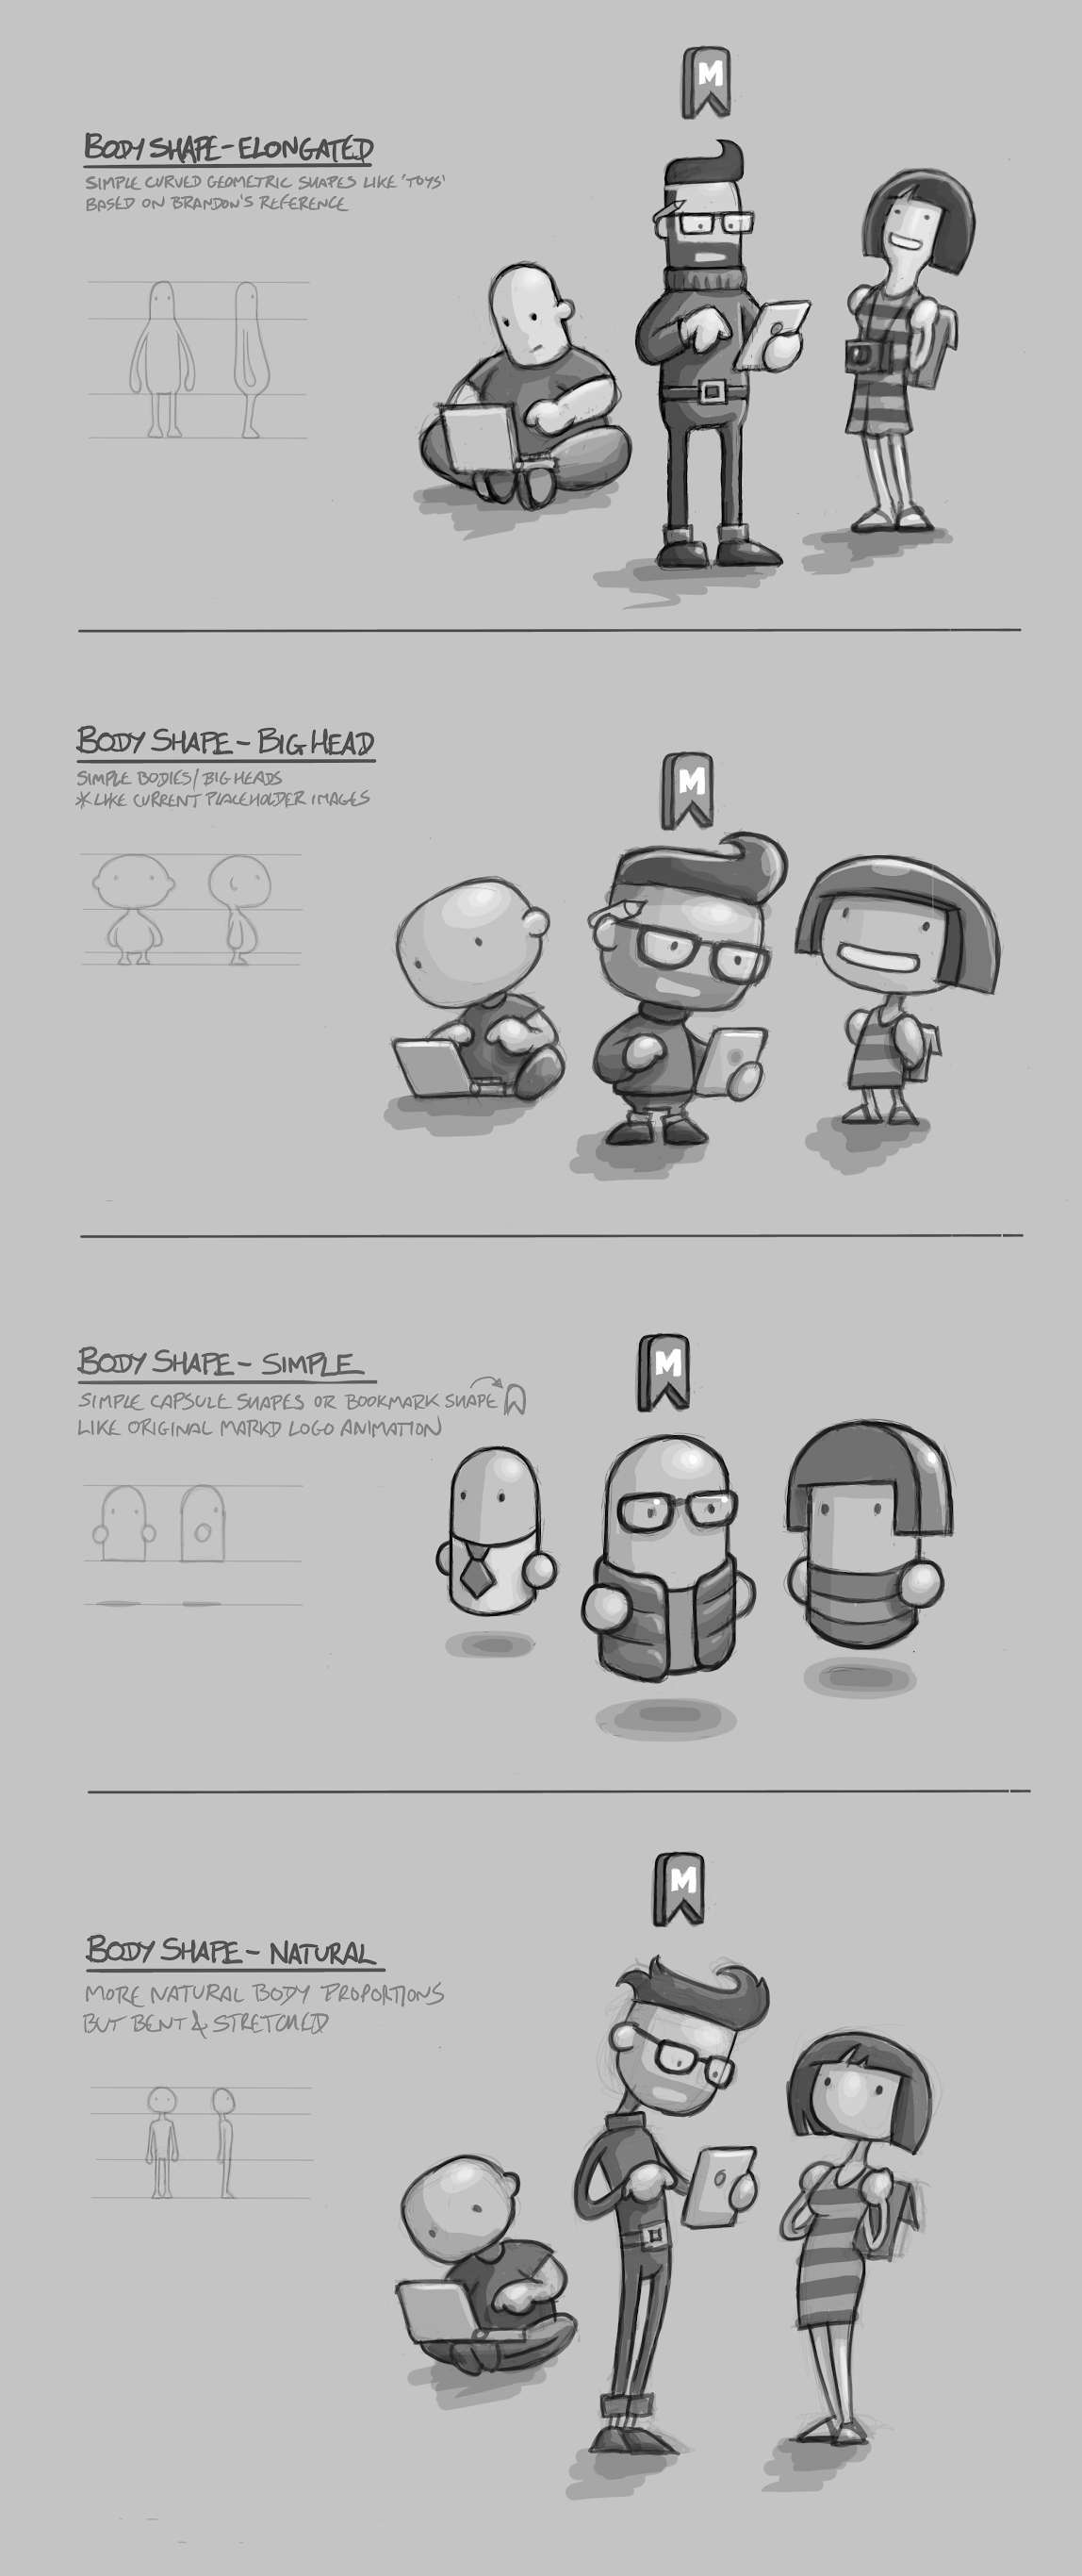 M
BODY SHAPE - ELONGATED
SIMPLE CURVED GEOMETRIC SHAPES LIKE 'TOYS'
BASED ON BRANDON'S REFERENCE
BODY SHAPE - BIG HEAD
SIMPLE BODIES/BIG HEADS
*LIKE CURRENT PLACEHOLDER IMAGES
M
BODY SHAPE - SIMPLE
SIMPLE CAPSULE SHAPES OR BOOKMARK SHAPE
LIKE ORIGINAL MARKD LOGO ANIMATION
M
M
BODY SHAPE - NATURAL
MORE NATURAL BODY PROPORTIONS
BUT BENT & STRETCHED